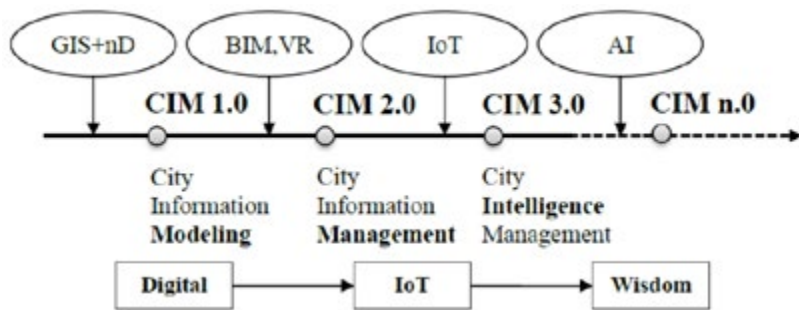 GIS+nD
BIM,VR
IoT
AI
CIM 1.0
CIM 2.0
CIM 3.0
CIM n.0
City
Information
Modeling
City
Information
Management
City
Intelligence
Management
Digital
IoT
Wisdom